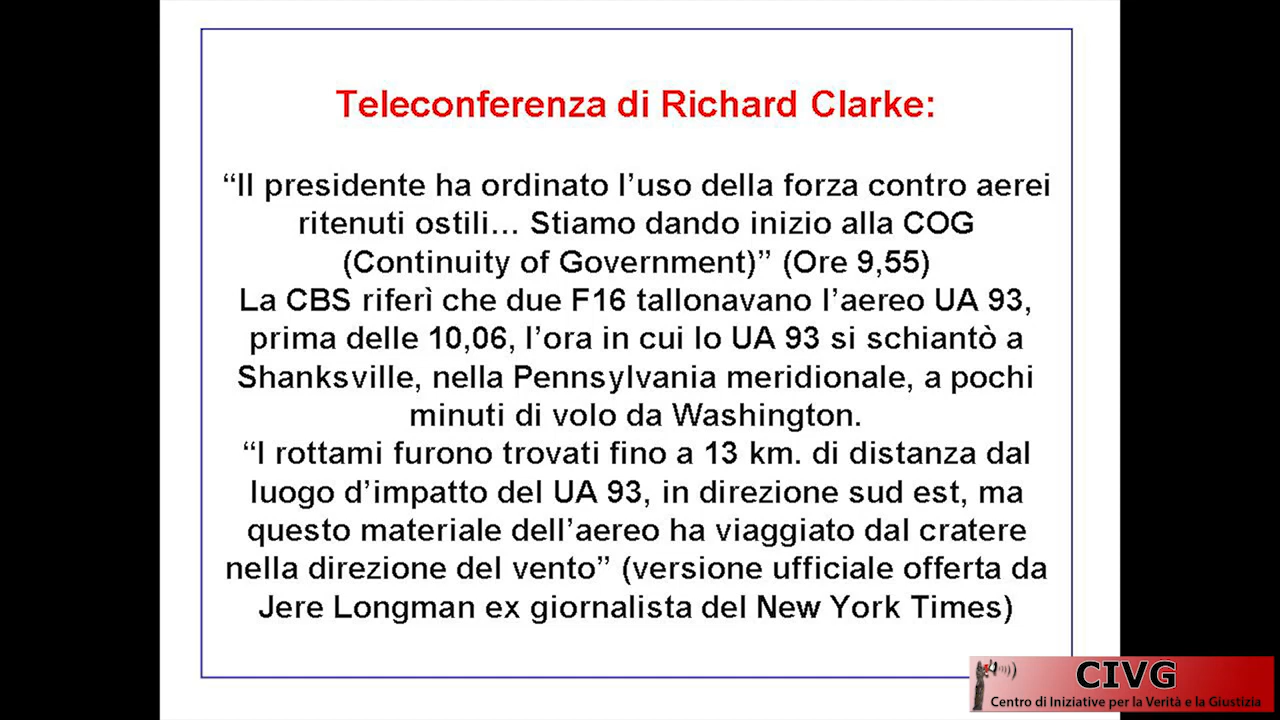 Teleconferenza di Richard Clarke:
“Il presidente ha ordinato l’uso della forza contro aerei
ritenuti ostili... Stiamo dando inizio alla COG
(Continuity of Government)” (Ore 9,55)
La CBS riferì che due F16 tallonavano l’aereo UA 93,
prima delle 10,06, l’ora in cui lo UA 93 si schiantò a
Shanksville, nella Pennsylvania meridionale, a pochi
minuti di volo da Washington.
“I rottami furono trovati fino a 13 km. di distanza dal
luogo d’impatto del UA 93, in direzione sud est, ma
questo materiale dell’aereo ha viaggiato dal cratere
nella direzione del vento” (versione ufficiale offerta da
Jere Longman ex giornalista del New York Times)
CIVG
Centro di Iniziative per la Verità e la Giustizia